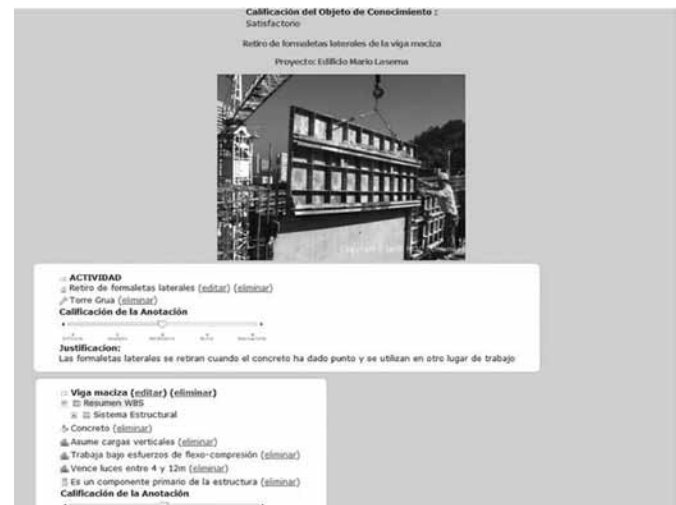 Calificación del Objeto de Conocimiento :
Satisfactorio
Retiro de formaletas laterales de la viga maciza
Proyecto: Edificio Mario Laserna
Copyright
ACTIVIDAD
Retiro de formaletas laterales (editar) (eliminar)
Torre Grua (eliminar)
Calificación de la Anotación
Justificacion:
Las formaletas laterales se retiran cuando el concreto ha dado punto y se utilizan en otro lugar de trabajo
Viga maciza (editar) (eliminar)
Resumen WBS
Sistema Estructural
Concreto (eliminar)
Asume cargas verticales (eliminar)
Trabaja bajo esfuerzos de flexo-compresión (eliminar)
Vence luces entre 4 y 12m (eliminar)
Es un componente primario de la estructura (eliminar)
Calificación de la Anotación